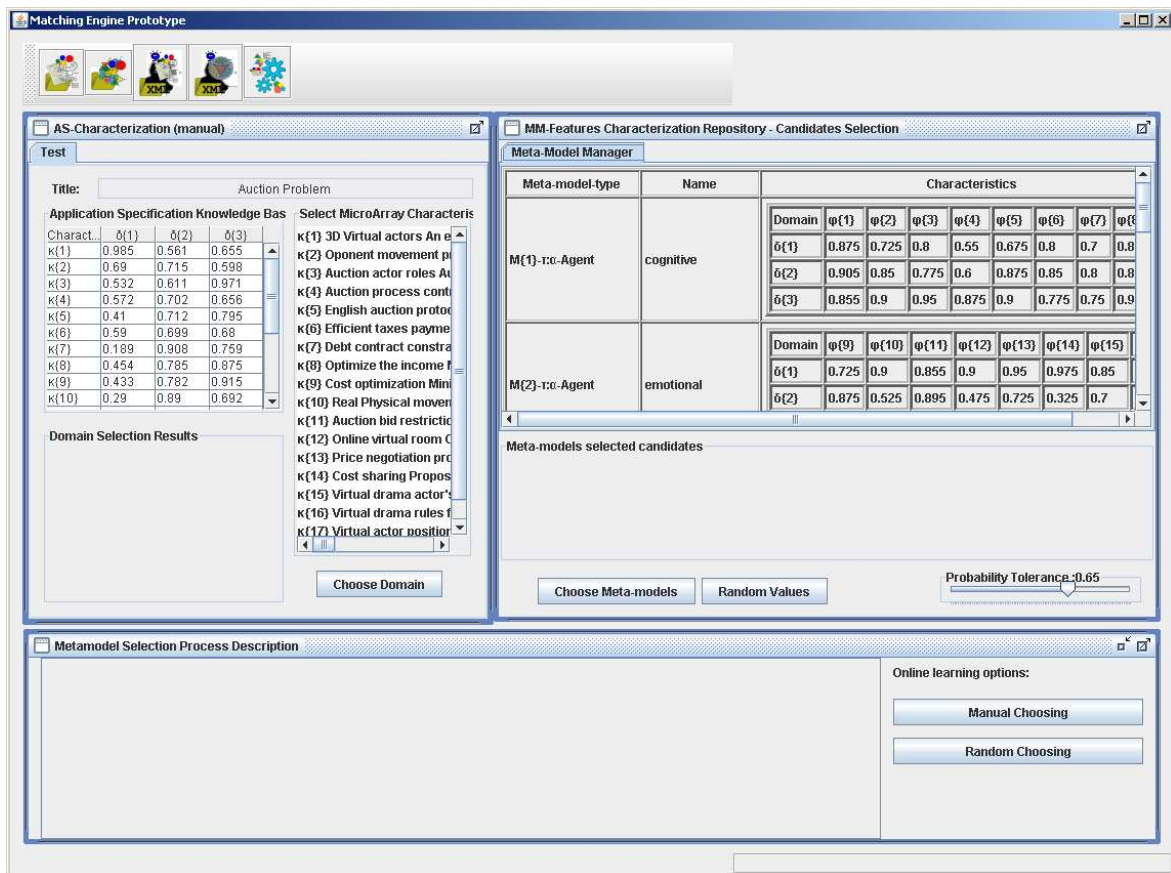 Matching Engine Prototype
XMI XMI
AS-Characterization (manual)
Test
Title: Auction Problem
Application Specification Knowledge Bas
Charact... δ(1) δ(2) δ(3)
κ{1} 0.985 0.561 0.655
κ{2} 0.69 0.715 0.598
κ{3} 0.532 0.611 0.971
κ{4} 0.572 0.702 0.656
κ{5} 0.41 0.712 0.795
κ{6} 0.59 0.699 0.68
κ{7} 0.189 0.908 0.759
κ{8} 0.454 0.785 0.875
κ{9} 0.433 0.782 0.915
κ{10} 0.29 0.89 0.692
Domain Selection Results
Select MicroArray Characteris
κ{1} 3D Virtual actors An e
κ{2} Oponent movement p
κ{3} Auction actor roles A
κ{4} Auction process cont
κ{5} English auction proto
κ{6} Efficient taxes payme
κ{7} Debt contract constra
κ{8} Optimize the income
κ{9} Cost optimization Mini
κ{10} Real Physical moven
κ{11} Auction bid restrictio
κ{12} Online virtual room
κ{13} Price negotiation pro
κ{14} Cost sharing Propos
κ{15} Virtual drama actor's
κ{16} Virtual drama rules f
κ{17} Virtual actor position
Choose Domain
MM-Features Characterization Repository - Candidates Selection
Meta-Model Manager
Meta-model-type Name Characteristics
M{1}-τ:α-Agent cognitive
Domain φ{1} φ{2} φ{3} φ{4} φ{5} φ{6} φ{7} φ{8
δ{1} 0.875 0.725 0.8 0.55 0.675 0.8 0.7 0.8
δ{2} 0.905 0.85 0.775 0.6 0.875 0.85 0.8 0.8
δ{3} 0.855 0.9 0.95 0.875 0.9 0.775 0.75 0.9
M{2}-τ:α-Agent emotional
Domain φ{9} φ{10} φ{11} φ{12} φ{13} φ{14} φ{15}
δ{1} 0.725 0.9 0.855 0.9 0.95 0.975 0.85
δ{2} 0.875 0.525 0.895 0.475 0.725 0.325 0.7
Meta-models selected candidates
Choose Meta-models Random Values
Probability Tolerance :0.65
Metamodel Selection Process Description
Online learning options:
Manual Choosing
Random Choosing